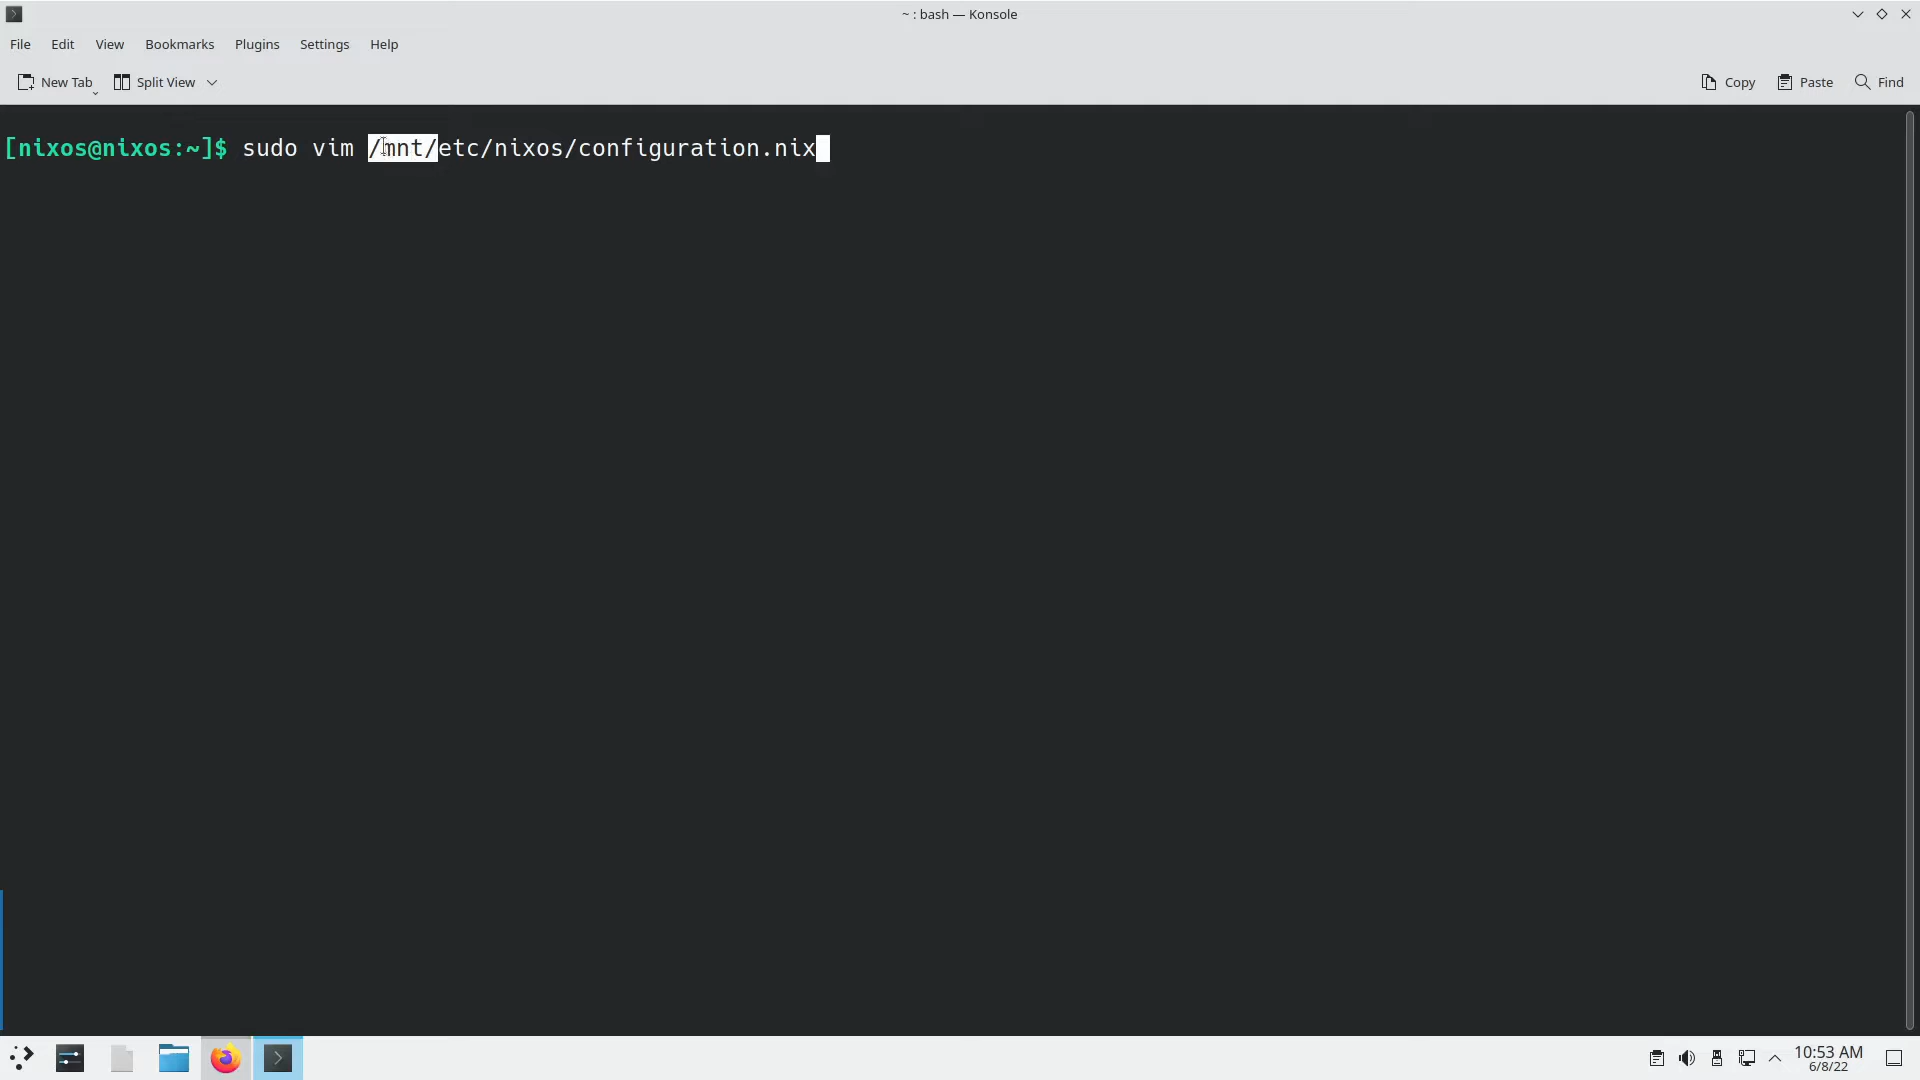 ~ : bash — Konsole
File Edit View Bookmarks Plugins Settings Help
New Tab Split View Copy Paste Find
[nixos@nixos:~]$ sudo vim /mnt/etc/nixos/configuration.nix
10:53 AM
6/8/22